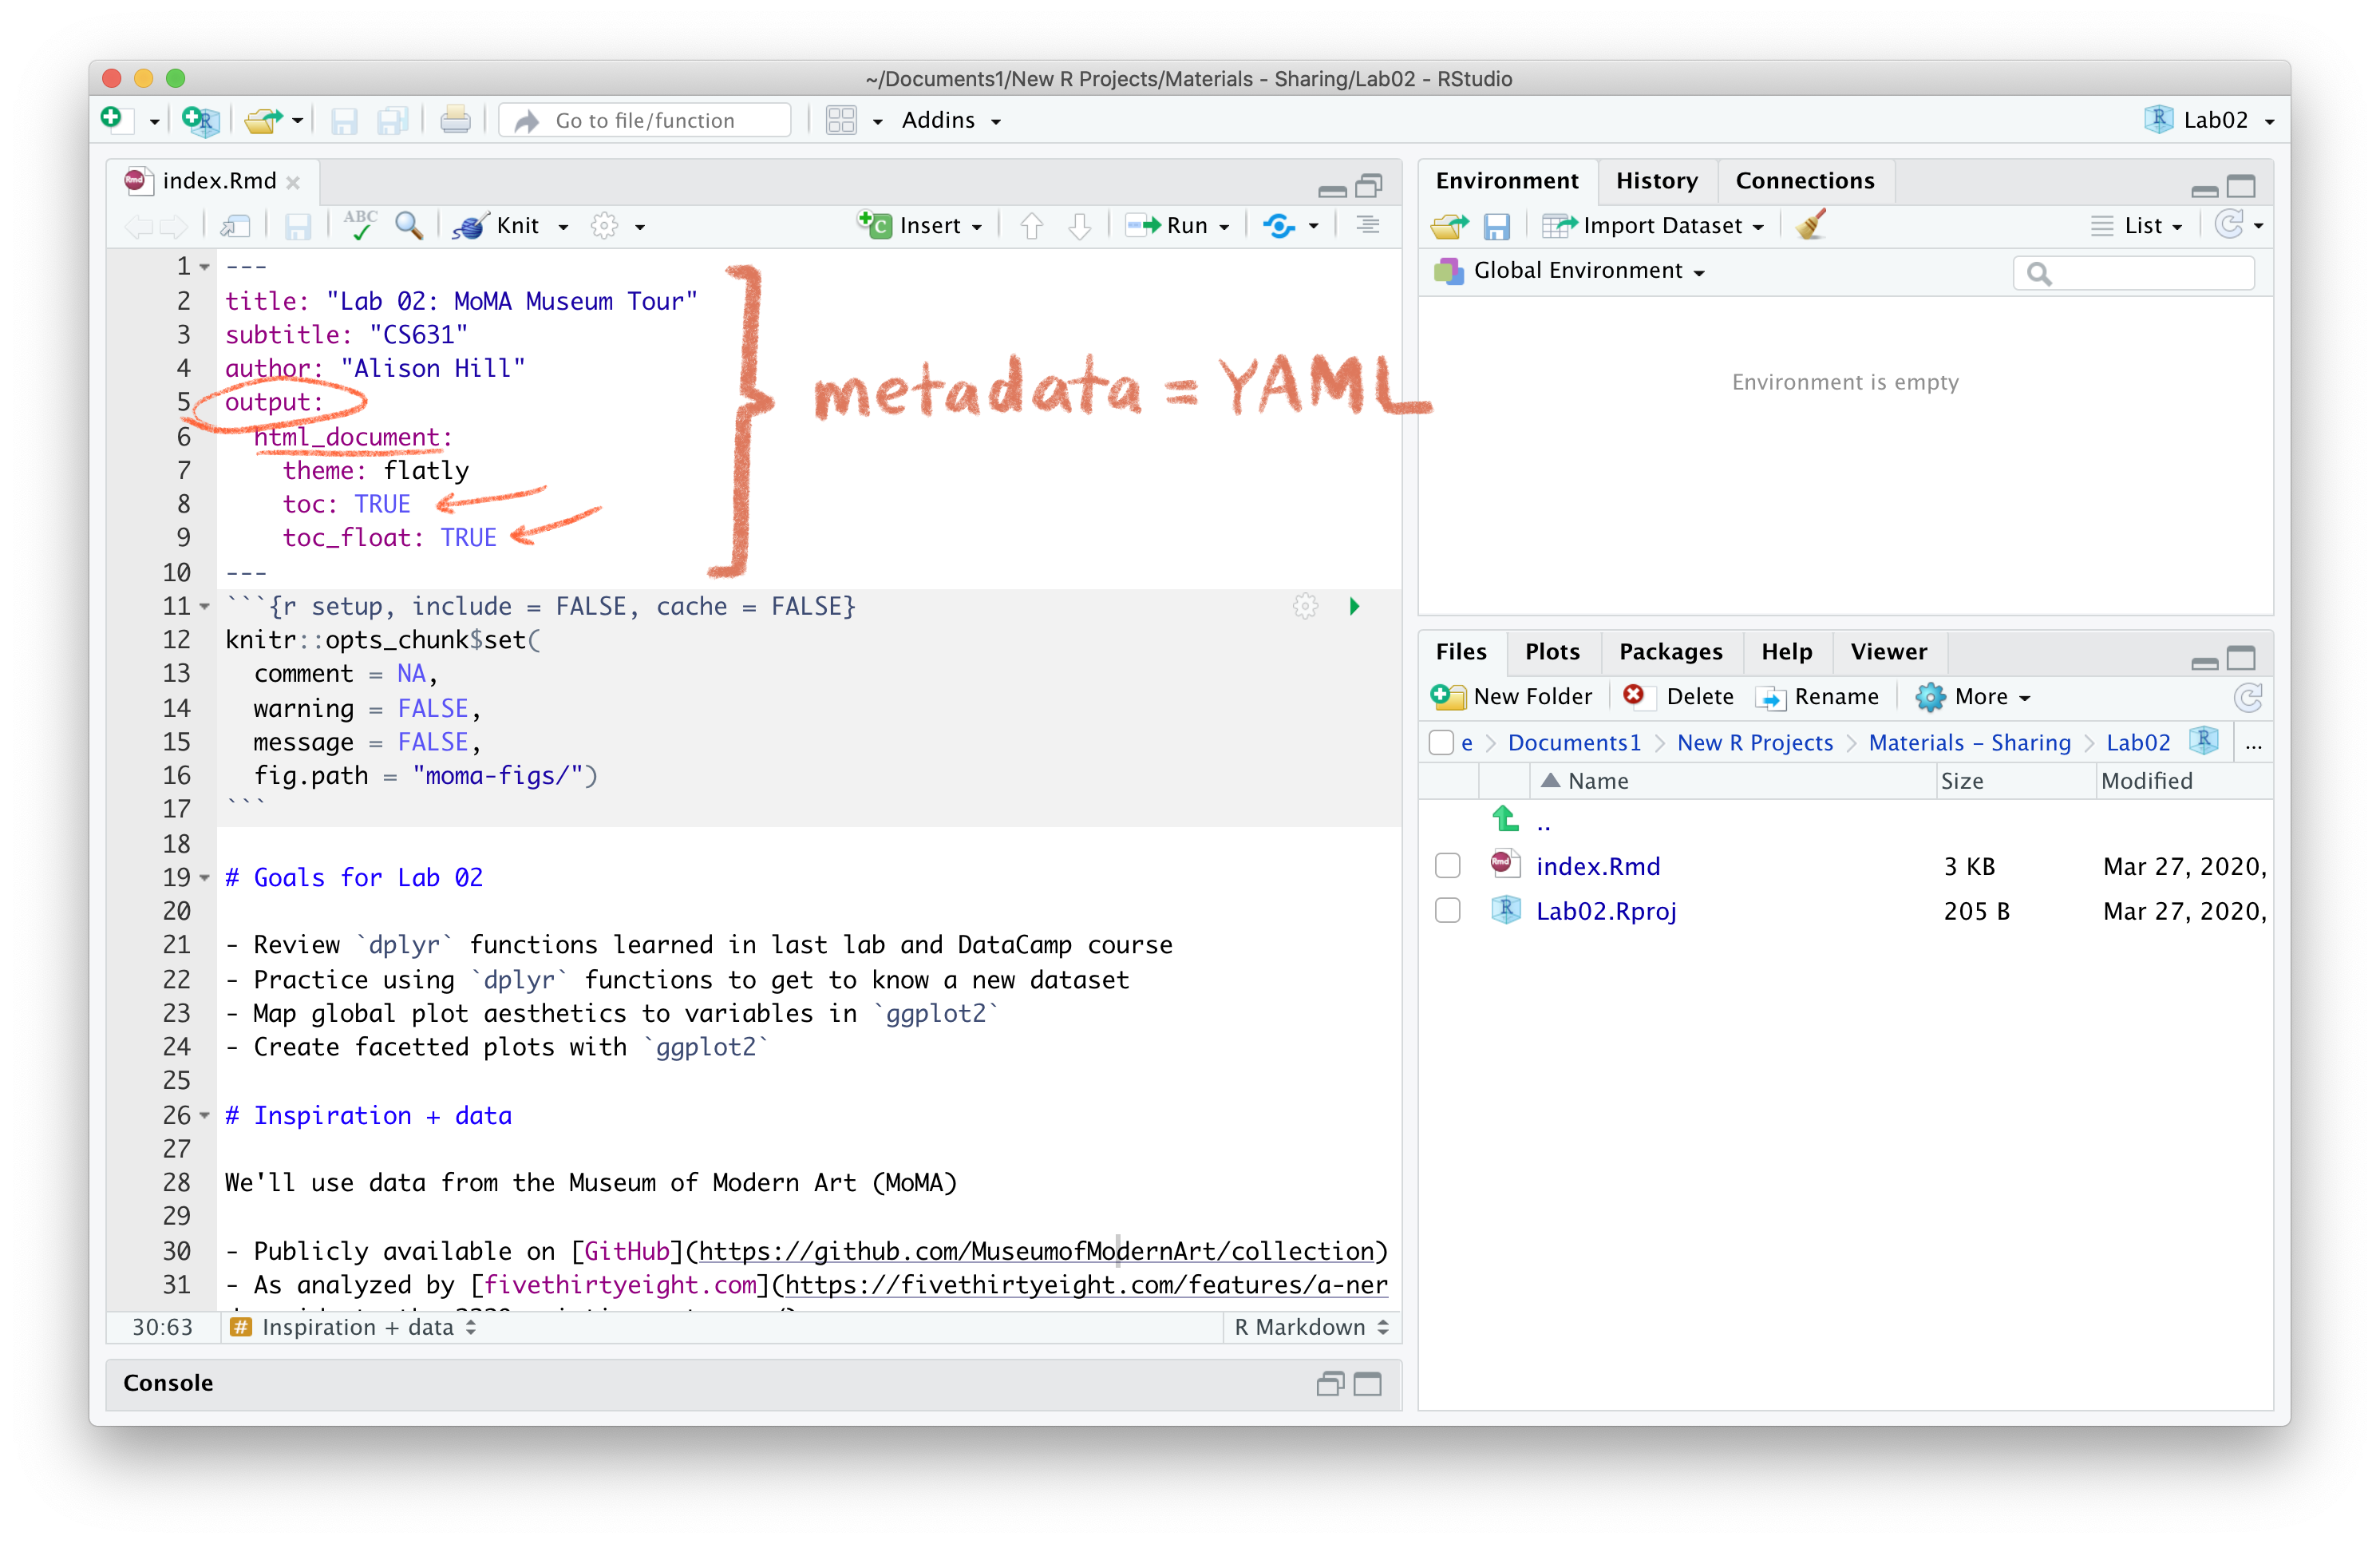 ~/Documents1/New R Projects/Materials - Sharing/Lab02 - RStudio
Go to file/function
Addins
Lab02
index.Rmd
ABC
Knit
Insert
Run
1 ---
2 title: "Lab 02: MoMA Museum Tour"
3 subtitle: "CS631"
4 author: "Alison Hill"
5 output:
6 html_document:
7 theme: flatly
8 toc: TRUE
9 toc_float: TRUE
10 ---
metadata = YAML
11 ```{r setup, include = FALSE, cache = FALSE}
12 knitr::opts_chunk$set(
13 comment = NA,
14 warning = FALSE,
15 message = FALSE,
16 fig.path = "moma-figs/")
17 ```
18
19 # Goals for Lab 02
20
21 - Review `dplyr` functions learned in last lab and DataCamp course
22 - Practice using `dplyr` functions to get to know a new dataset
23 - Map global plot aesthetics to variables in `ggplot2`
24 - Create facetted plots with `ggplot2`
25
26 # Inspiration + data
27
28 We'll use data from the Museum of Modern Art (MoMA)
29
30 - Publicly available on [GitHub](https://github.com/MuseumofModernArt/collection)
31 - As analyzed by [fivethirtyeight.com](https://fivethirtyeight.com/features/a-ner
30:63
# Inspiration + data
R Markdown
Console
Environment
History
Connections
Import Dataset
List
Global Environment
Environment is empty
Files
Plots
Packages
Help
Viewer
New Folder
Delete
Rename
More
e > Documents1 > New R Projects > Materials - Sharing > Lab02
...
Name
Size
Modified
..
index.Rmd 3 KB Mar 27, 2020,
Lab02.Rproj 205 B Mar 27, 2020,